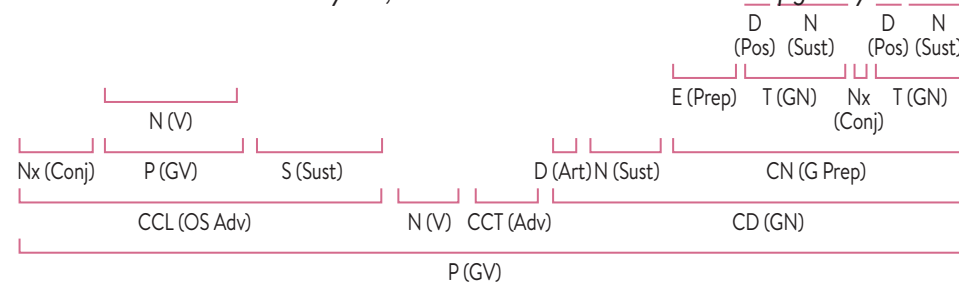 D N D N
(Pos) (Sust) (Pos) (Sust)
E (Prep) T (GN) Nx T (GN)
(Conj)
N (V)
Nx (Conj) P (GV) S (Sust) D (Art) N (Sust) CN (G Prep)
CCL (OS Adv) N (V) CCT (Adv) CD (GN)
P (GV)